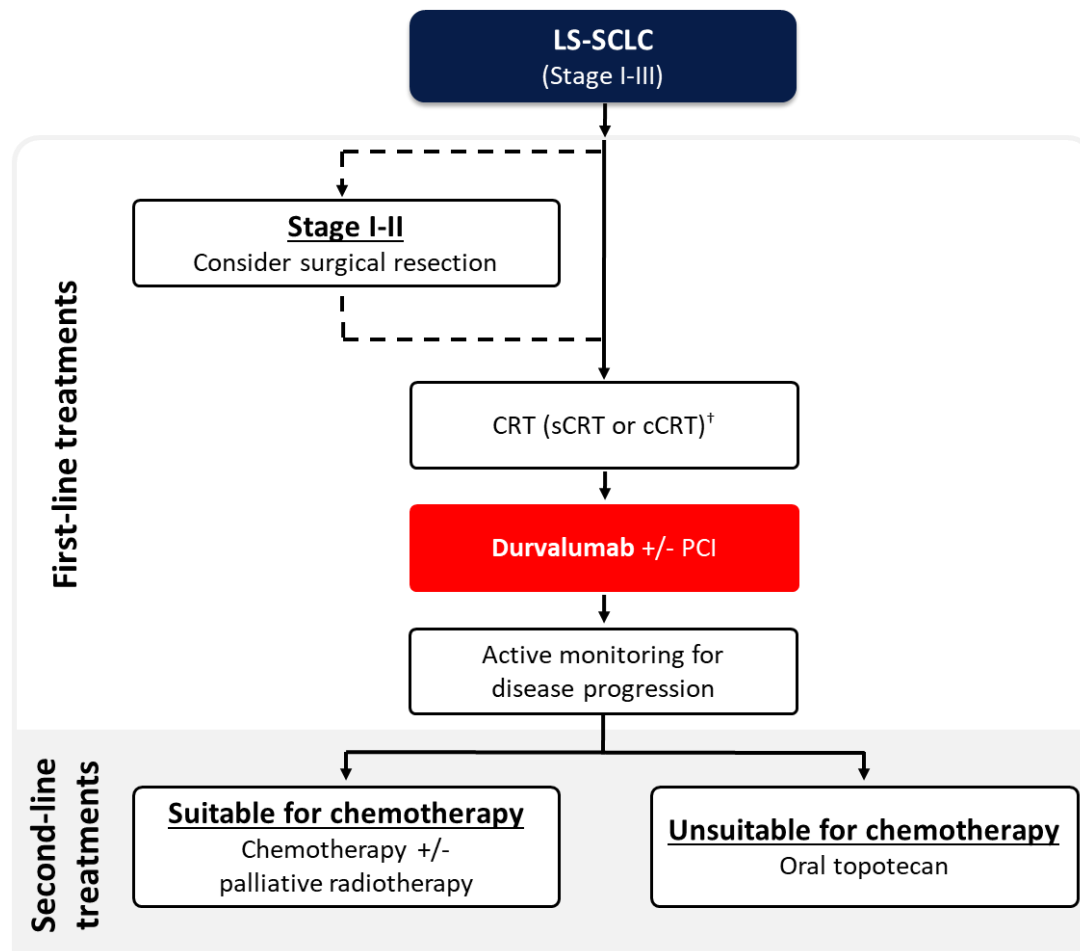 LS-SCLC
(Stage I-III)
First-line treatments
Stage I-II
Consider surgical resection
CRT (sCRT or cCRT)†
Durvalumab +/- PCI
Active monitoring for
disease progression
Second-line
treatments
Suitable for chemotherapy
Chemotherapy +/-
palliative radiotherapy
Unsuitable for chemotherapy
Oral topotecan